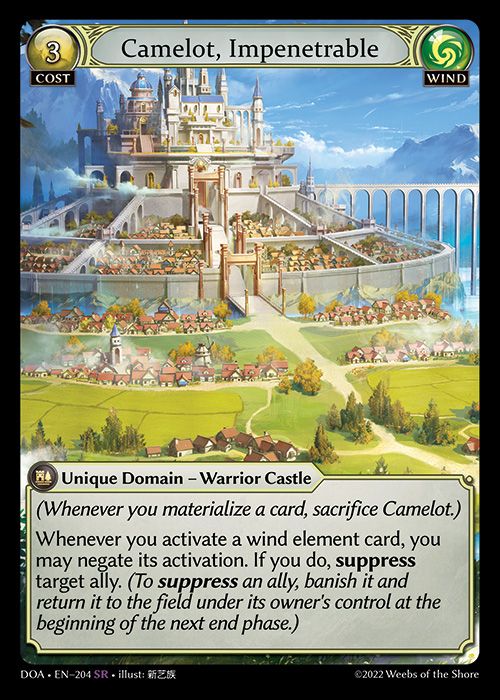 3
COST
Camelot, Impenetrable
WIND
Unique Domain – Warrior Castle
(Whenever you materialize a card, sacrifice Camelot.)
Whenever you activate a wind element card, you
may negate its activation. If you do, suppress
target ally. (To suppress an ally, banish it and
return it to the field under its owner's control at the
beginning of the next end phase.)
DOA • EN–204 SR • illust: 新艺族
©2022 Weebs of the Shore